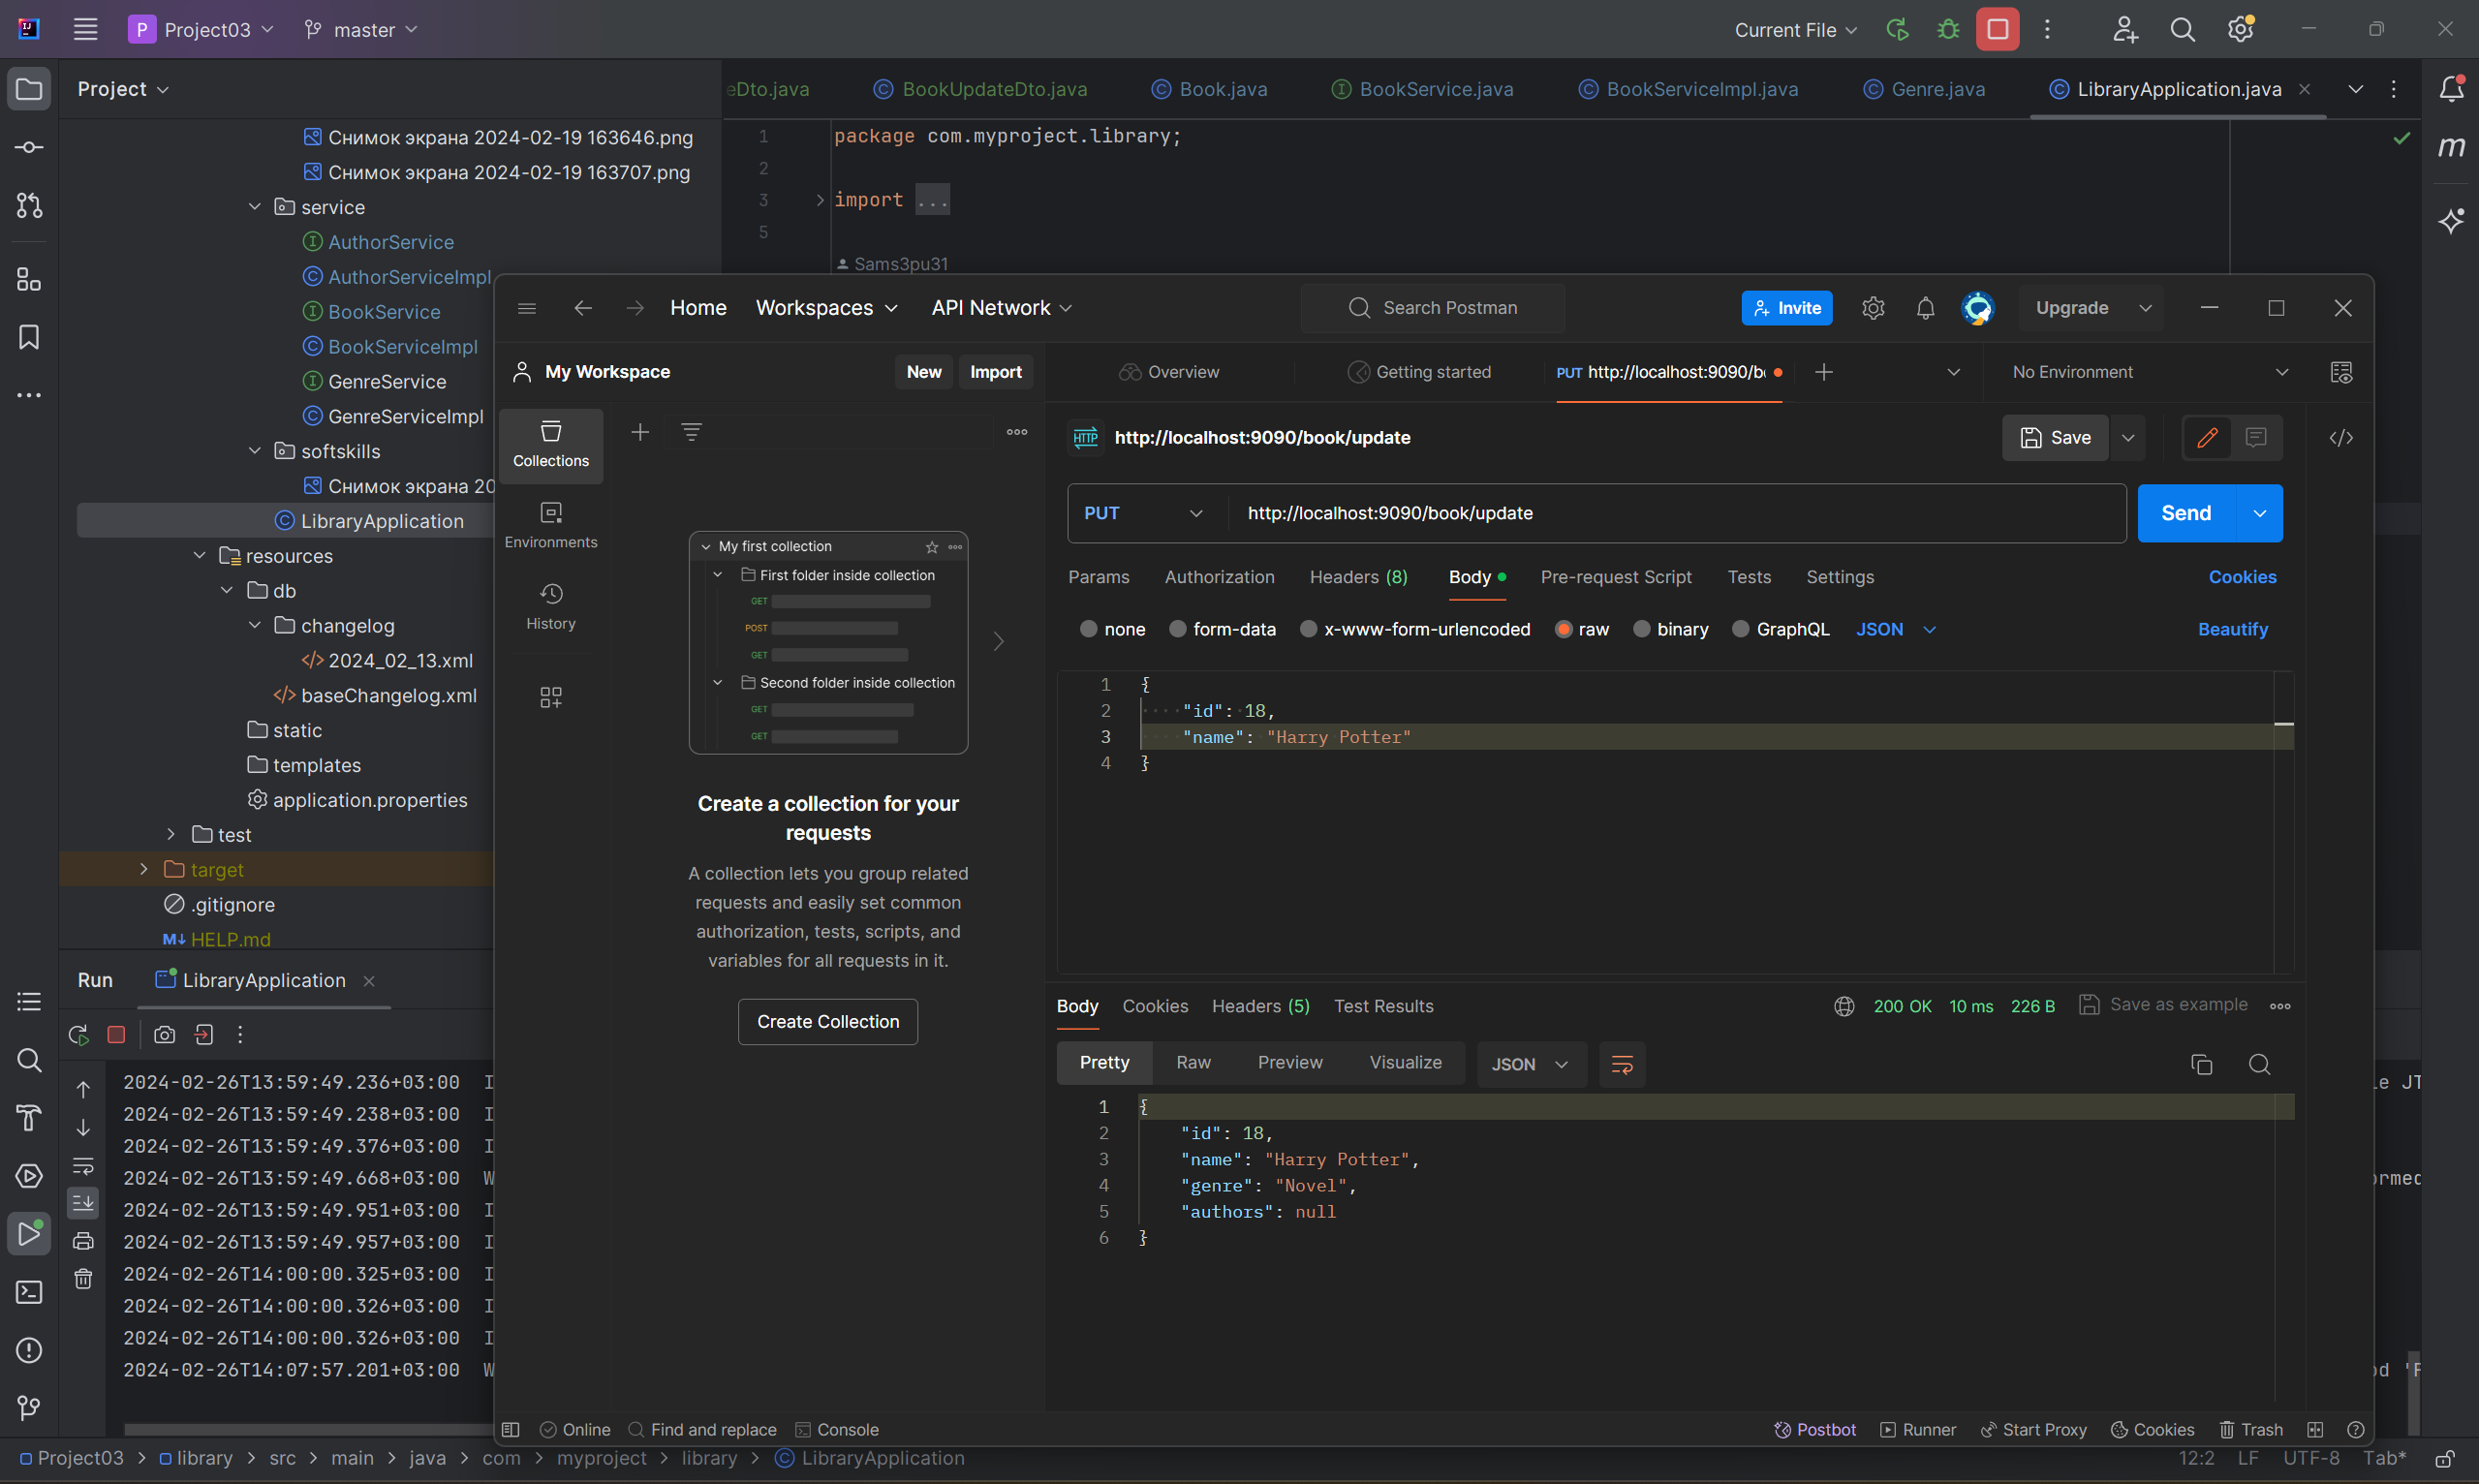 P Project03 master Current File
Project
eDto.java BookUpdateDto.java Book.java BookService.java BookServiceImpl.java Genre.java LibraryApplication.java
Снимок экрана 2024-02-19 163646.png
Снимок экрана 2024-02-19 163707.png
service
AuthorService
AuthorServiceImpl
BookService
BookServiceImpl
GenreService
GenreServiceImpl
softskills
Снимок экрана 20
LibraryApplication
resources
db
changelog
2024_02_13.xml
baseChangelog.xml
static
templates
application.properties
test
target
.gitignore
M↓ HELP.md
1 package com.myproject.library;
2
3 import ...
5
Sams3pu31
m
Home Workspaces API Network Search Postman Invite Upgrade
My Workspace New Import
Overview Getting started PUT http://localhost:9090/b No Environment
Collections
Environments
History
My first collection
First folder inside collection
GET
POST
GET
Second folder inside collection
GET
GET
Create a collection for your
requests
A collection lets you group related
requests and easily set common
authorization, tests, scripts, and
variables for all requests in it.
Create Collection
HTTP http://localhost:9090/book/update Save
PUT http://localhost:9090/book/update Send
Params Authorization Headers (8) Body Pre-request Script Tests Settings Cookies
none form-data x-www-form-urlencoded raw binary GraphQL JSON Beautify
1 {
2 "id": 18,
3 "name": "Harry Potter"
4 }
Body Cookies Headers (5) Test Results 200 OK 10 ms 226 B Save as example
Pretty Raw Preview Visualize JSON
1 {
2 "id": 18,
3 "name": "Harry Potter",
4 "genre": "Novel",
5 "authors": null
6 }
Online Find and replace Console Postbot Runner Start Proxy Cookies Trash
Run LibraryApplication
2024-02-26T13:59:49.236+03:00 I
2024-02-26T13:59:49.238+03:00 I
2024-02-26T13:59:49.376+03:00 I
2024-02-26T13:59:49.668+03:00 W
2024-02-26T13:59:49.951+03:00 I
2024-02-26T13:59:49.957+03:00 I
2024-02-26T14:00:00.325+03:00 I
2024-02-26T14:00:00.326+03:00 I
2024-02-26T14:00:00.326+03:00 I
2024-02-26T14:07:57.201+03:00 W
Project03 > library > src > main > java > com > myproject > library > LibraryApplication 12:2 LF UTF-8 Tab*